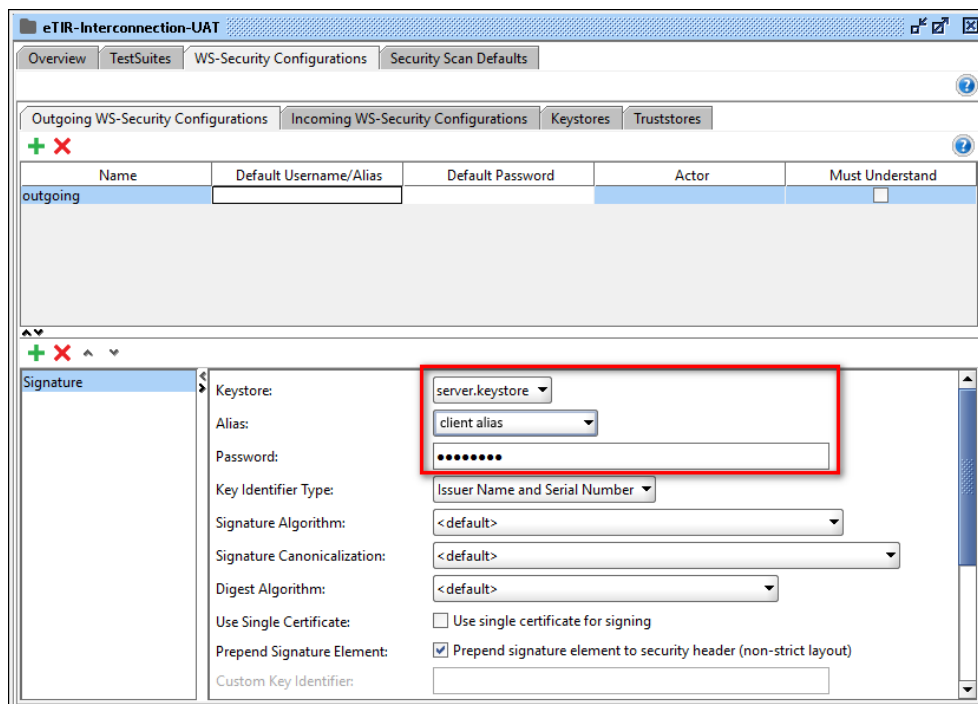 eTIR-Interconnection-UAT
Overview TestSuites WS-Security Configurations Security Scan Defaults
Outgoing WS-Security Configurations Incoming WS-Security Configurations Keystores Truststores
Name Default Username/Alias Default Password Actor Must Understand
outgoing
Signature
Keystore: server.keystore
Alias: client alias
Password: ●●●●●●●●
Key Identifier Type: Issuer Name and Serial Number
Signature Algorithm: <default>
Signature Canonicalization: <default>
Digest Algorithm: <default>
Use Single Certificate: Use single certificate for signing
Prepend Signature Element: Prepend signature element to security header (non-strict layout)
Custom Key Identifier: